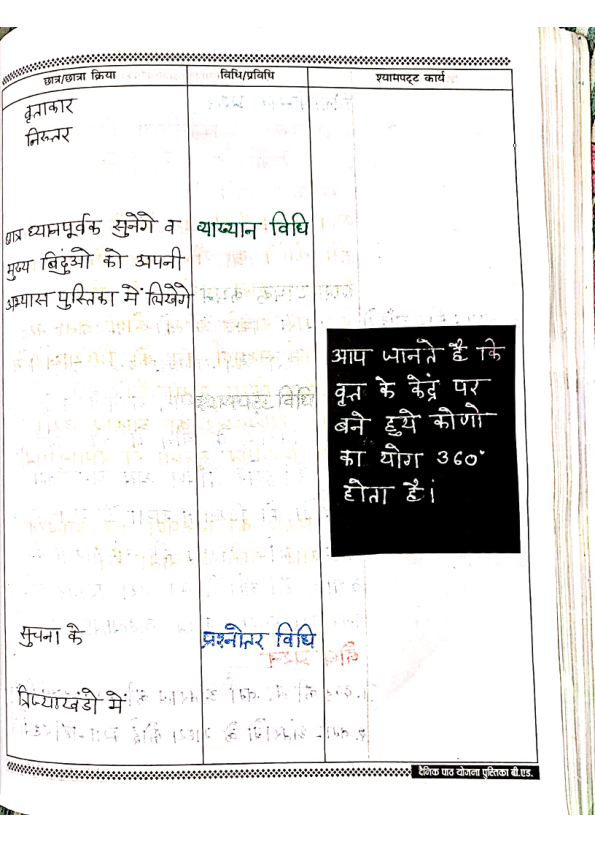 छात्र/छात्रा क्रिया
विधि/प्रविधि
श्यामपट्ट कार्य
वृताकार
निरुतर
छात्र ध्यानपूर्वक सुनेगे व
मुख्य बिदुंओ को अपनी
अभ्यास पुस्तिका में लिखेगे
व्याख्यान विधि
श्यामपट्ट विधि
आप जानते है कि
वृत्त के केद्रं पर
बने हुये कोणो
का योग 360°
होता है।
सुचना के
प्रश्नोतर विधि
त्रिज्याखंडो में
दैनिक पाठ योजना पुस्तिका बी.एड.